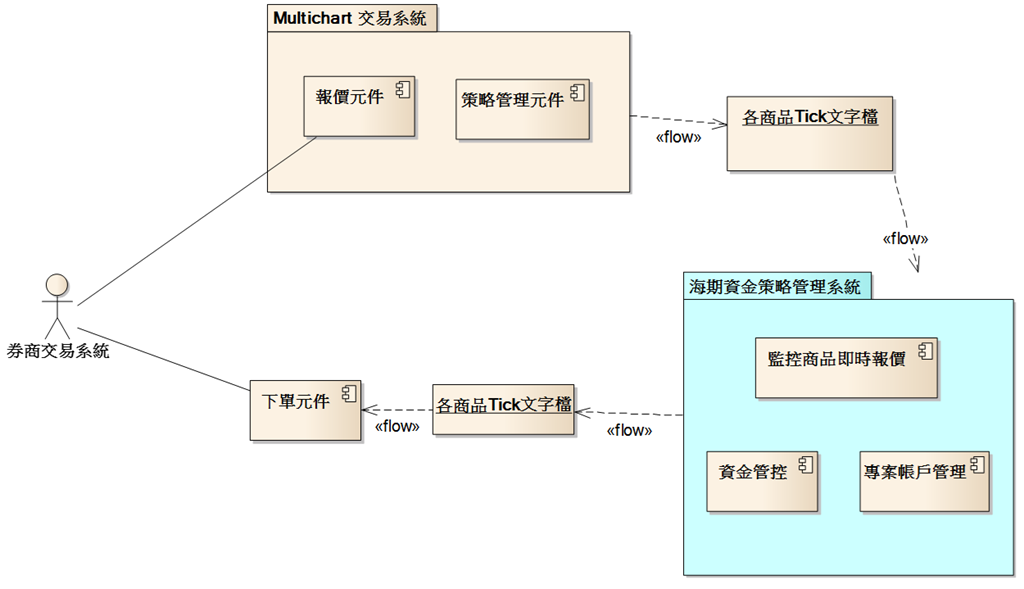 Multichart 交易系統
報價元件
策略管理元件
各商品Tick文字檔
«flow»
«flow»
海期資金策略管理系統
監控商品即時報價
券商交易系統
下單元件
各商品Tick文字檔
«flow»
«flow»
資金管控
專案帳戶管理